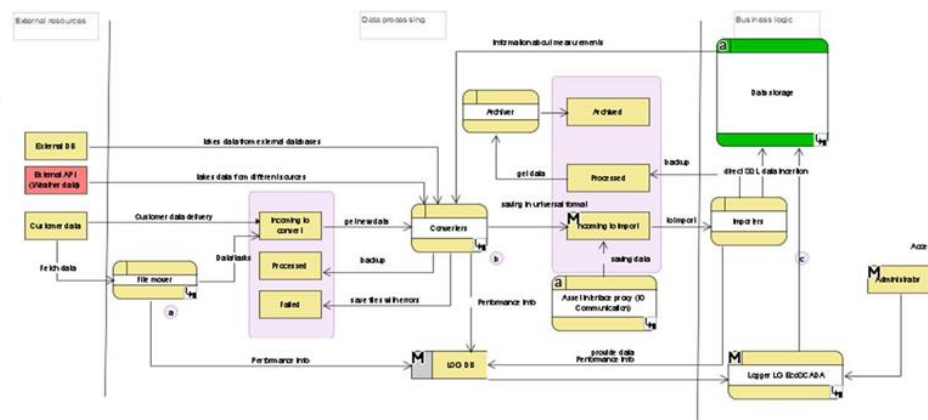 External resources
Data processing
Business logic
Information about measurements
a
Data storage
Archiver
Archived
External DB
takes data from external databases
External API
(Weather data)
takes data from different sources
get data
Processed
backup
direct SQL data insertion
Customer data
Customer data delivery
Incoming to
convert
get new data
Converters
saving in universal format
M
Incoming to import
to import
Importers
Fetch data
File mover
Data/tasks
Processed
backup
b
saving data
c
M
Administrator
Failed
save files with errors
Performance info
a
Asset interface proxy (IO
Communication)
a
Performance info
M
LOG DB
provide data
Performance info
M
Logger LG